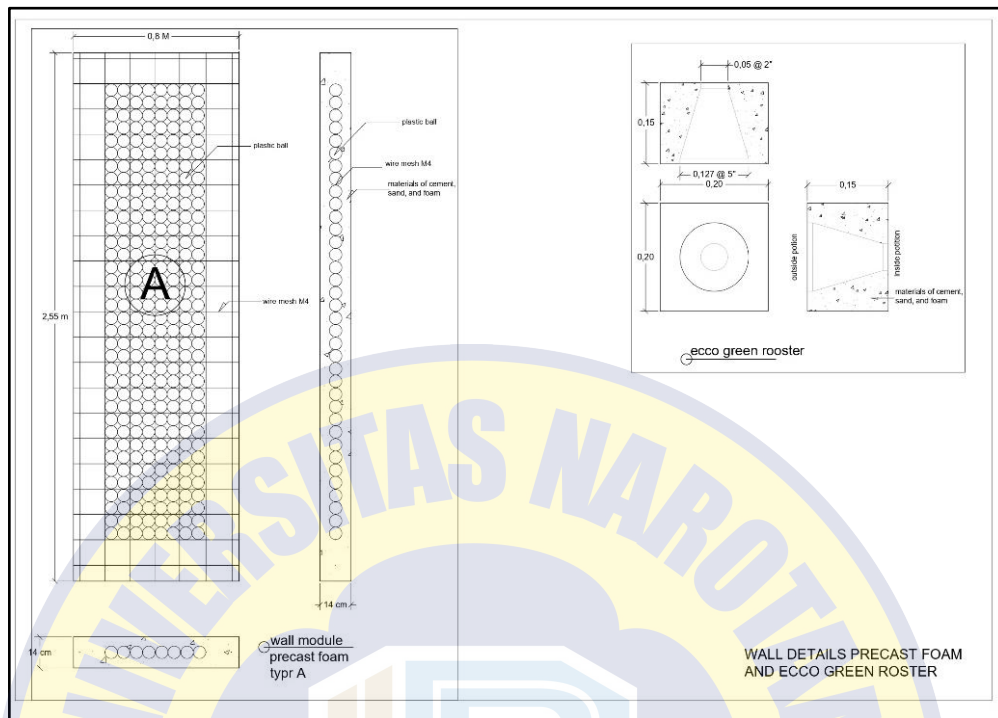 0,8 M
plastic ball
A
2,55 m
wire mesh M4
plastic ball
wire mesh M4
materials of cement,
sand, and foam
14 cm
14 cm
wall module
precast foam
typr A
0,05 @ 2"
0,15
0,127 @ 5"
0,20
0,15
0,20
outside potion
inside potition
materials of cement,
sand, and foam
ecco green rooster
WALL DETAILS PRECAST FOAM
AND ECCO GREEN ROSTER
UNIVERSITAS NAROTA